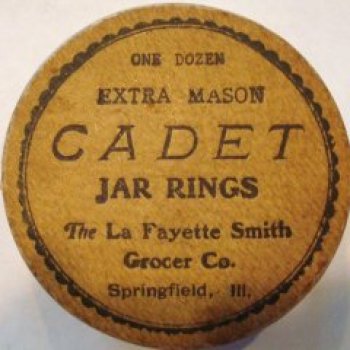 ONE DOZEN
EXTRA MASON
CADET
JAR RINGS
The La Fayette Smith
Grocer Co.
Springfield, Ill.